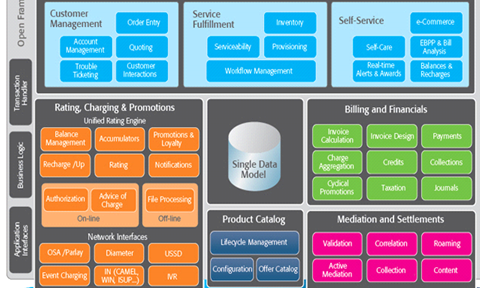 Open Fram
Customer
Management
Order Entry
Account
Management
Quoting
Trouble
Ticketing
Customer
Interactions
Service
Fulfillment
Inventory
Serviceability
Provisioning
Workflow Management
Self-Service
e-Commerce
Self-Care
EBPP & Bill
Analysis
Real-time
Alerts & Awards
Balances &
Recharges
Transaction
Handler
Business Logic
Application
Interfaces
Rating, Charging & Promotions
Unified Rating Engine
Balance
Management
Accumulators
Promotions &
Loyalty
Recharge /Up
Rating
Notifications
Authorization
Advice of
Charge
File Processing
On-line
Off-line
Network Interfaces
OSA /Parlay
Diameter
USSD
Event Charging
IN (CAMEL,
WIN, ISUP...)
IVR
Single Data
Model
Product Catalog
Lifecycle Management
Configuration
Offer Catalog
Billing and Financials
Invoice
Calculation
Invoice Design
Payments
Charge
Aggregation
Credits
Collections
Cyclical
Promotions
Taxation
Journals
Mediation and Settlements
Validation
Correlation
Roaming
Active
Mediation
Collection
Content